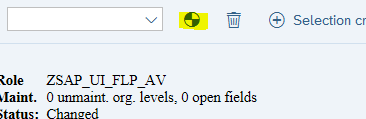 Selection cr
Role ZSAP_UI_FLP_AV
Maint. 0 unmaint. org. levels, 0 open fields
Status: Changed